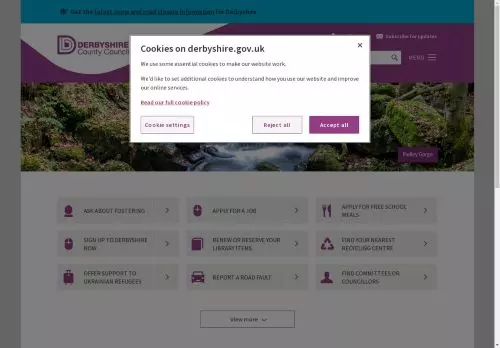 See the latest snow and road closure information for Derbyshire
DERBYSHIRE
County Council
Subscribe for updates
MENU
Cookies on derbyshire.gov.uk
We use some essential cookies to make our website work.
We'd like to set additional cookies to understand how you use our website and improve
our online services.
Read our full cookie policy
Cookie settings
Reject all
Accept all
Padley Gorge
ASK ABOUT FOSTERING
APPLY FOR A JOB
APPLY FOR FREE SCHOOL
MEALS
SIGN UP TO DERBYSHIRE
NOW
RENEW OR RESERVE YOUR
LIBRARY ITEMS
FIND YOUR NEAREST
RECYCLING CENTRE
OFFER SUPPORT TO
UKRAINIAN REFUGEES
REPORT A ROAD FAULT
FIND COMMITTEES OR
COUNCILLORS
View more